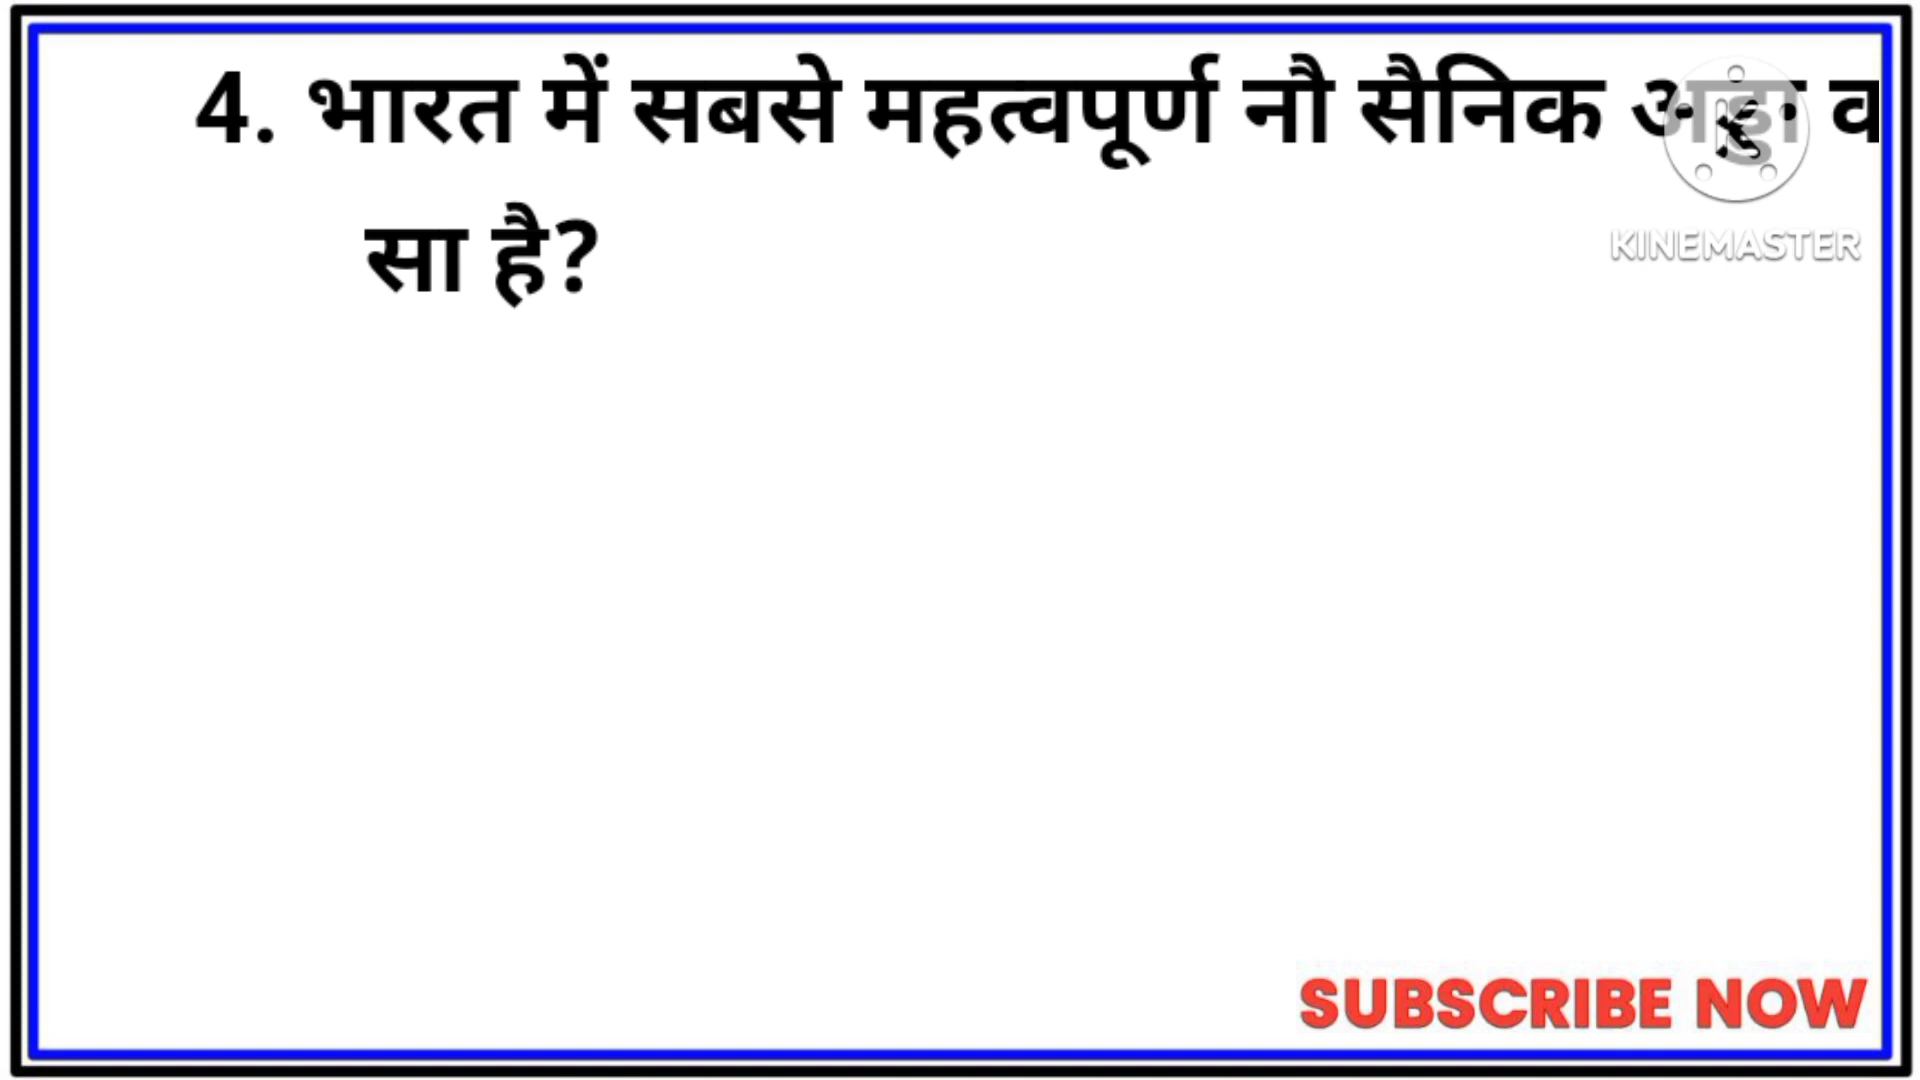 4. भारत में सबसे महत्वपूर्ण नौ सैनिक अड्डा
सा है?
KINEMASTER
SUBSCRIBE NOW